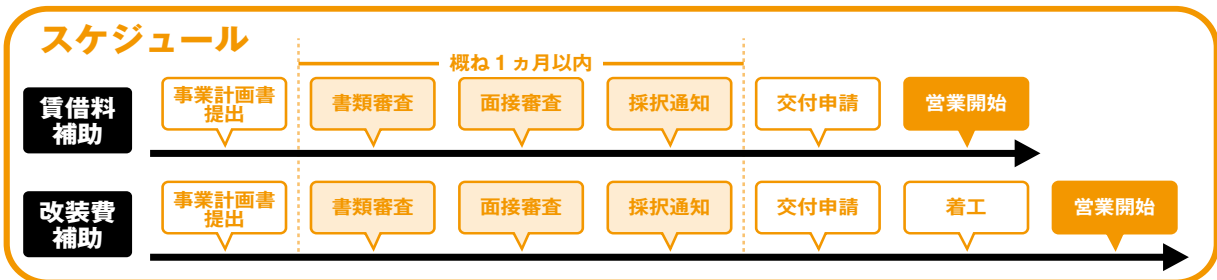 スケジュール
概ね1ヵ月以内
賃借料
補助
事業計画書
提出
書類審査
面接審査
採択通知
交付申請
営業開始
改装費
補助
事業計画書
提出
書類審査
面接審査
採択通知
交付申請
着工
営業開始